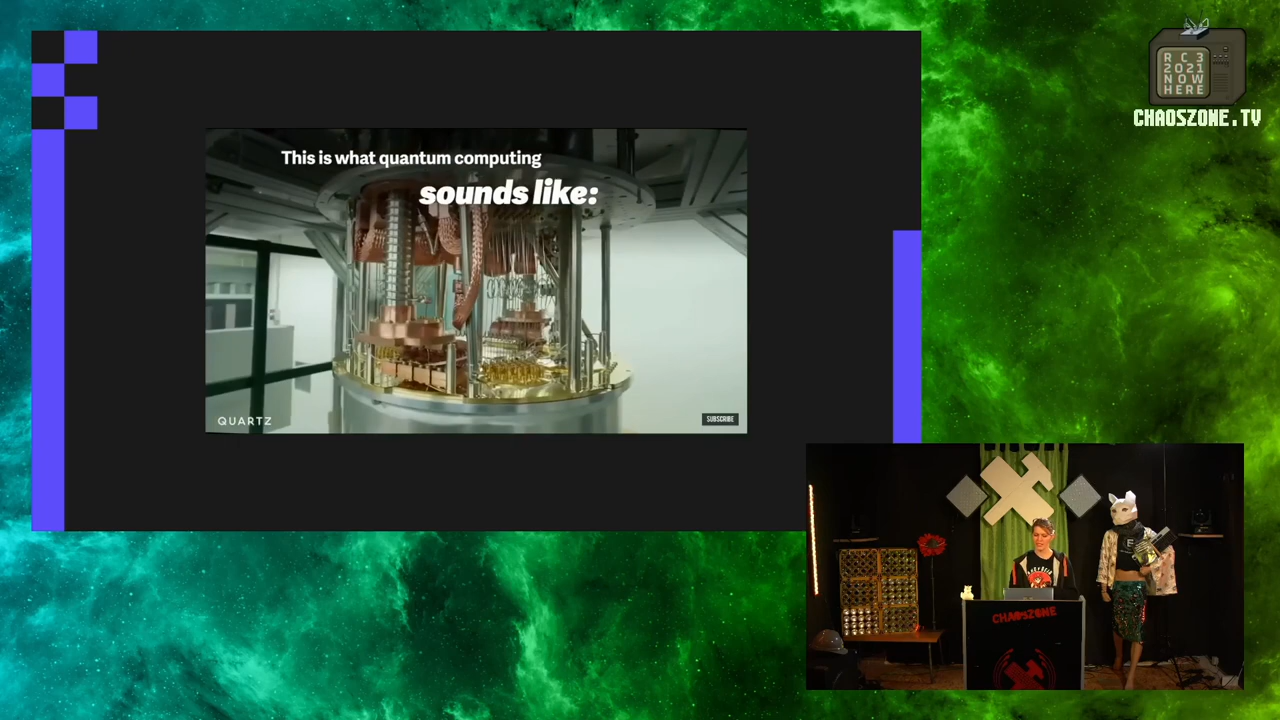 This is what quantum computing
sounds like:
QUARTZ
SUBSCRIBE
RC3
2021
NOW
HERE
CHAOSZONE.TV
CHAOSZONE